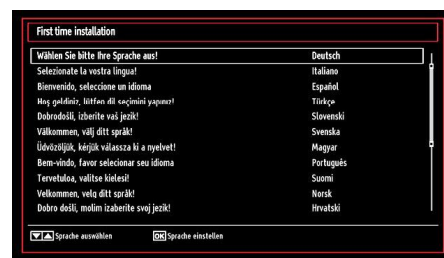 First time installation
Wählen Sie bitte Ihre Sprache aus! Deutsch
Selezionate la vostra lingua! Italiano
Bienvenido, seleccione un idioma Español
Hoş geldiniz, lütfen dil seçimini yapınız! Türkçe
Dobrodošli, izberite vaš jezik! Slovenski
Välkommen, välj ditt språk! Svenska
Üdvözöljük, kérjük válassza ki a nyelvet! Magyar
Bem-vindo, favor selecionar seu idioma Português
Tervetuloa, valitse kielesi! Suomi
Velkommen, velg ditt språk! Norsk
Dobro došli, molim izaberite svoj jezik! Hrvatski
Sprache auswählen OK Sprache einstellen